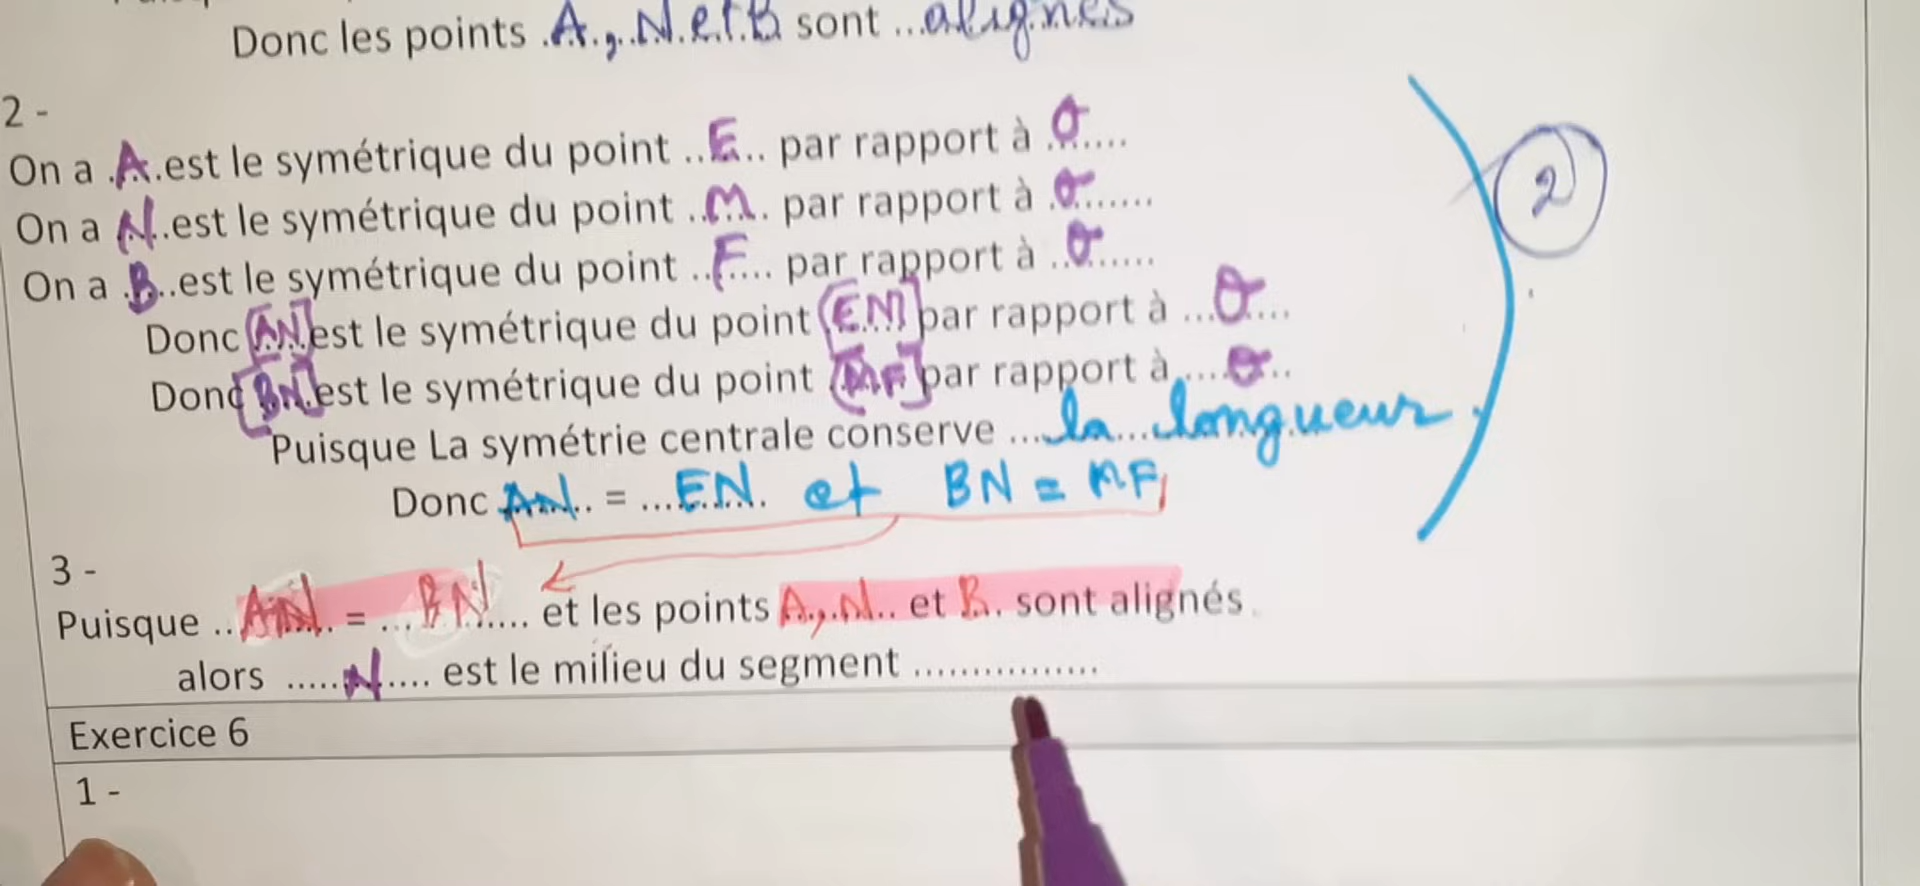 Donc les points .A.,..N.et.B sont ...alignés
2 -
On a .A.est le symétrique du point ..E.. par rapport à .O....
On a .N..est le symétrique du point ..M.. par rapport à .O.......
On a .B...est le symétrique du point ..F.... par rapport à ..O......
Donc [AN]est le symétrique du point [EN] par rapport à ...O....
Donc [BN]est le symétrique du point [MF] par rapport à ....O..
Puisque La symétrie centrale conserve ...la...longueur.
Donc AN.. = ...EN. et BN = MF
2
3 -
Puisque ..AN. = ...BN.... et les points A.,.N.. et B. sont alignés
alors .....N.... est le milieu du segment ................
Exercice 6
1 -